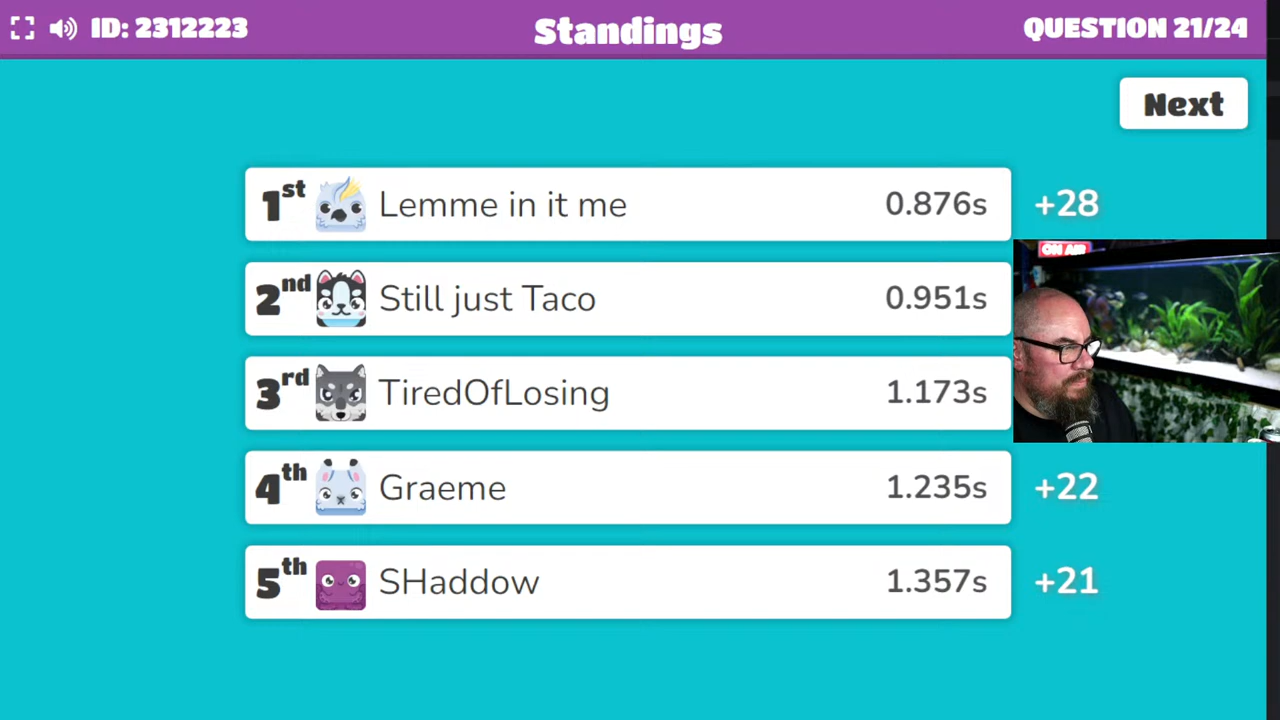 ID: 2312223
Standings
QUESTION 21/24
Next
1st Lemme in it me 0.876s +28
2nd Still just Taco 0.951s
3rd TiredOfLosing 1.173s
4th Graeme 1.235s +22
5th SHaddow 1.357s +21
ON AIR